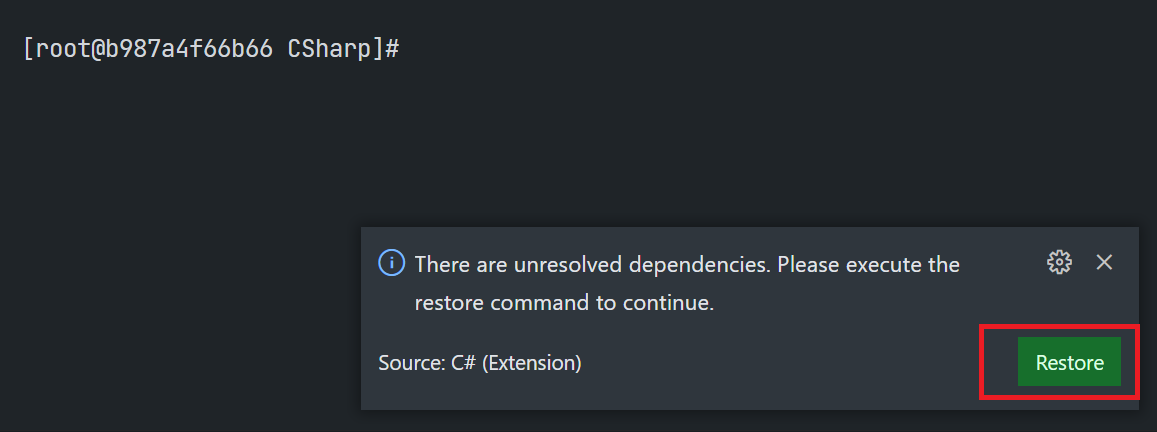 [root@b987a4f66b66 CSharp]#
There are unresolved dependencies. Please execute the
restore command to continue.
Source: C# (Extension)
Restore